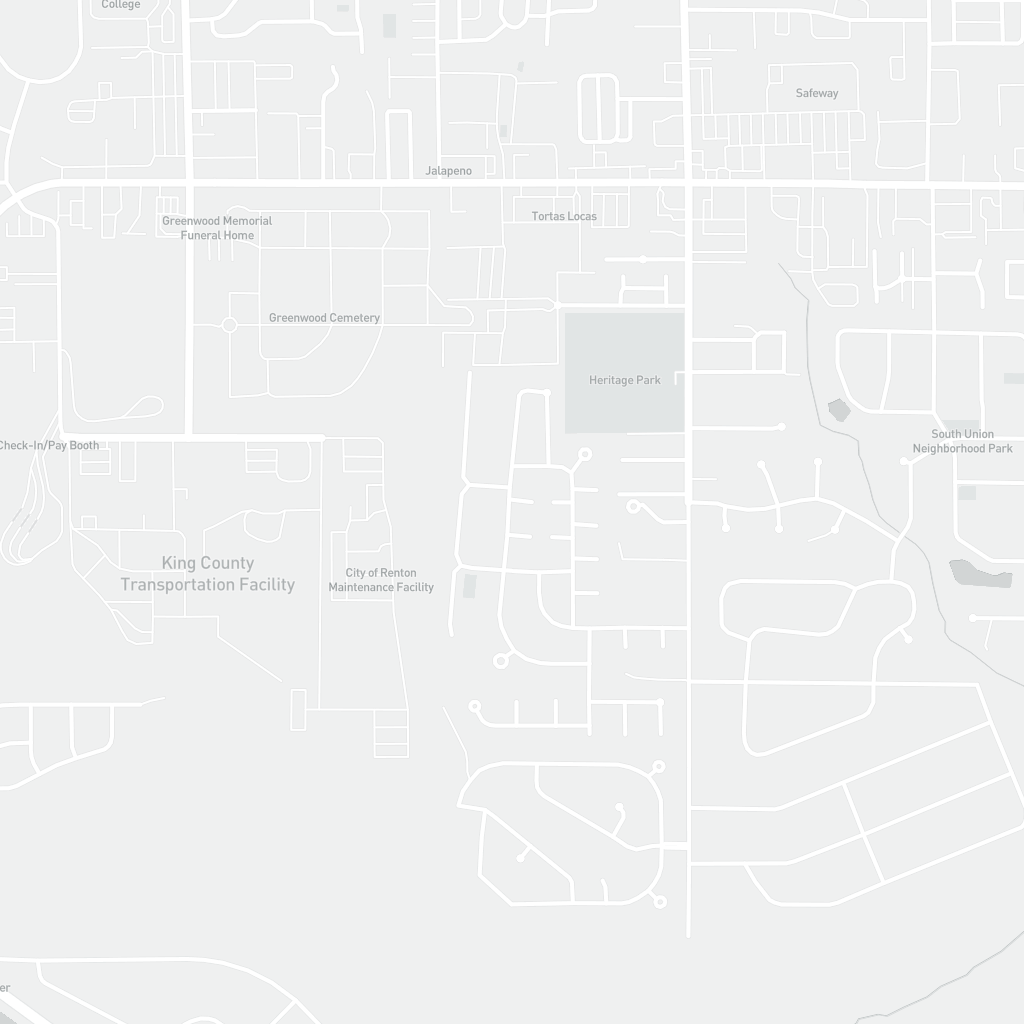 College
Safeway
Jalapeno
Greenwood Memorial
Funeral Home
Tortas Locas
Greenwood Cemetery
Heritage Park
South Union
Neighborhood Park
Check-In/Pay Booth
King County
Transportation Facility
City of Renton
Maintenance Facility
er